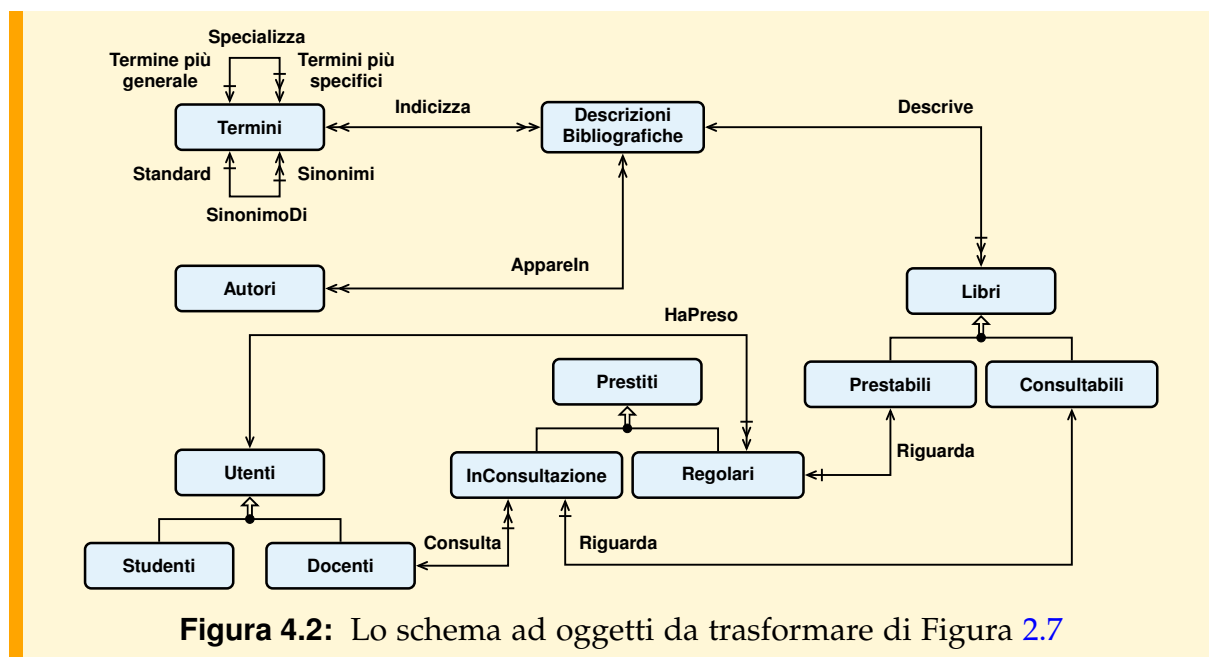 Specializza
Termine più
generale
Termini più
specifici
Termini
Indicizza
Descrizioni
Bibliografiche
Descrive
Standard
Sinonimi
SinonimoDi
Autori
AppareIn
Libri
HaPreso
Prestiti
Prestabili
Consultabili
Utenti
InConsultazione
Regolari
Riguarda
Studenti
Docenti
Consulta
Riguarda
Figura 4.2: Lo schema ad oggetti da trasformare di Figura 2.7